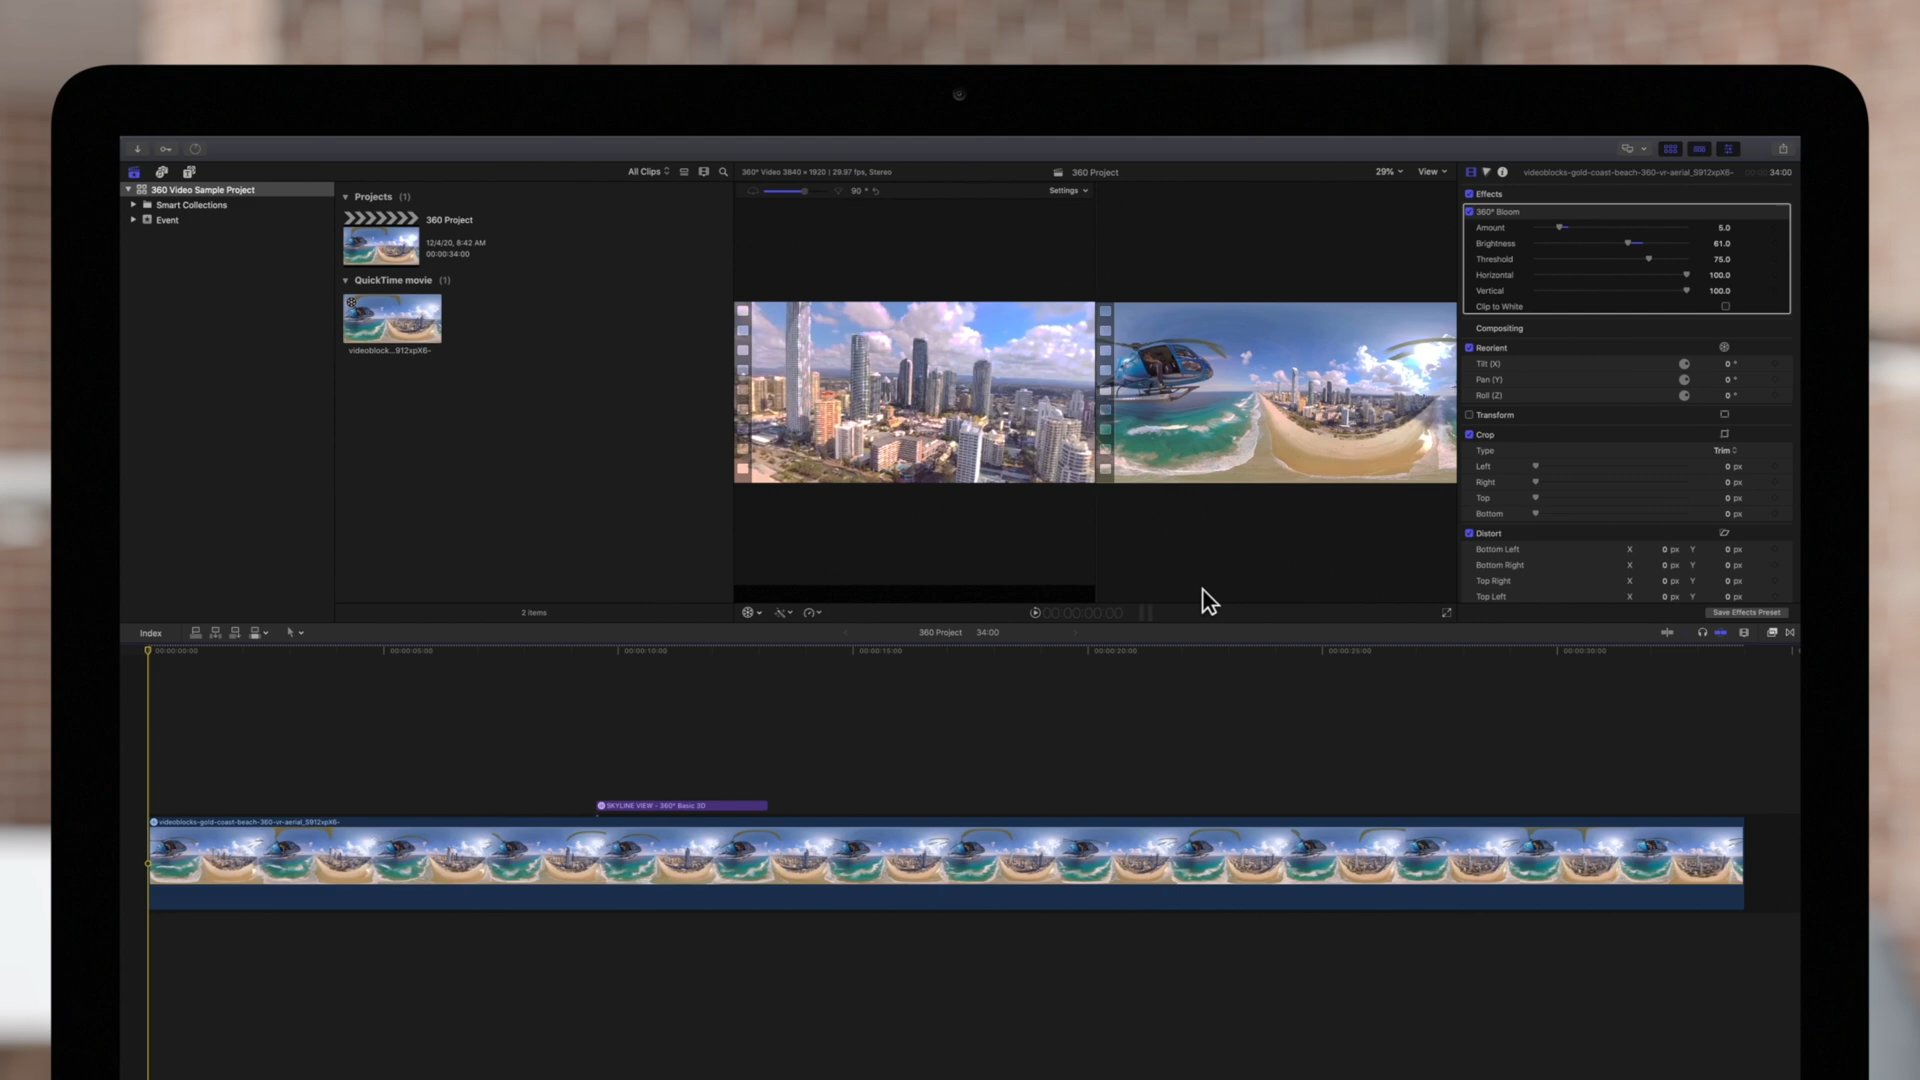 All Clips
360° Video 3840 × 1920 | 29.97 fps, Stereo
360 Project
29%
View
videoblocks-gold-coast-beach-360-vr-aerial_S912xpX6-
34:00
360 Video Sample Project
Smart Collections
Event
Projects (1)
360 Project
12/4/20, 8:42 AM
00:00:34:00
QuickTime movie (1)
videoblock...912xpX6-
2 items
90 °
Settings
00:00:00:00
Effects
360° Bloom
Amount 5.0
Brightness 61.0
Threshold 75.0
Horizontal 100.0
Vertical 100.0
Clip to White
Compositing
Reorient
Tilt (X) 0 °
Pan (Y) 0 °
Roll (Z) 0 °
Transform
Crop
Type Trim
Left 0 px
Right 0 px
Top 0 px
Bottom 0 px
Distort
Bottom Left X 0 px Y 0 px
Bottom Right X 0 px Y 0 px
Top Right X 0 px Y 0 px
Top Left X 0 px Y 0 px
Save Effects Preset
Index
360 Project 34:00
00:00:00:00 00:00:05:00 00:00:10:00 00:00:15:00 00:00:20:00 00:00:25:00 00:00:30:00
SKYLINE VIEW - 360° Basic 3D
videoblocks-gold-coast-beach-360-vr-aerial_S912xpX6-